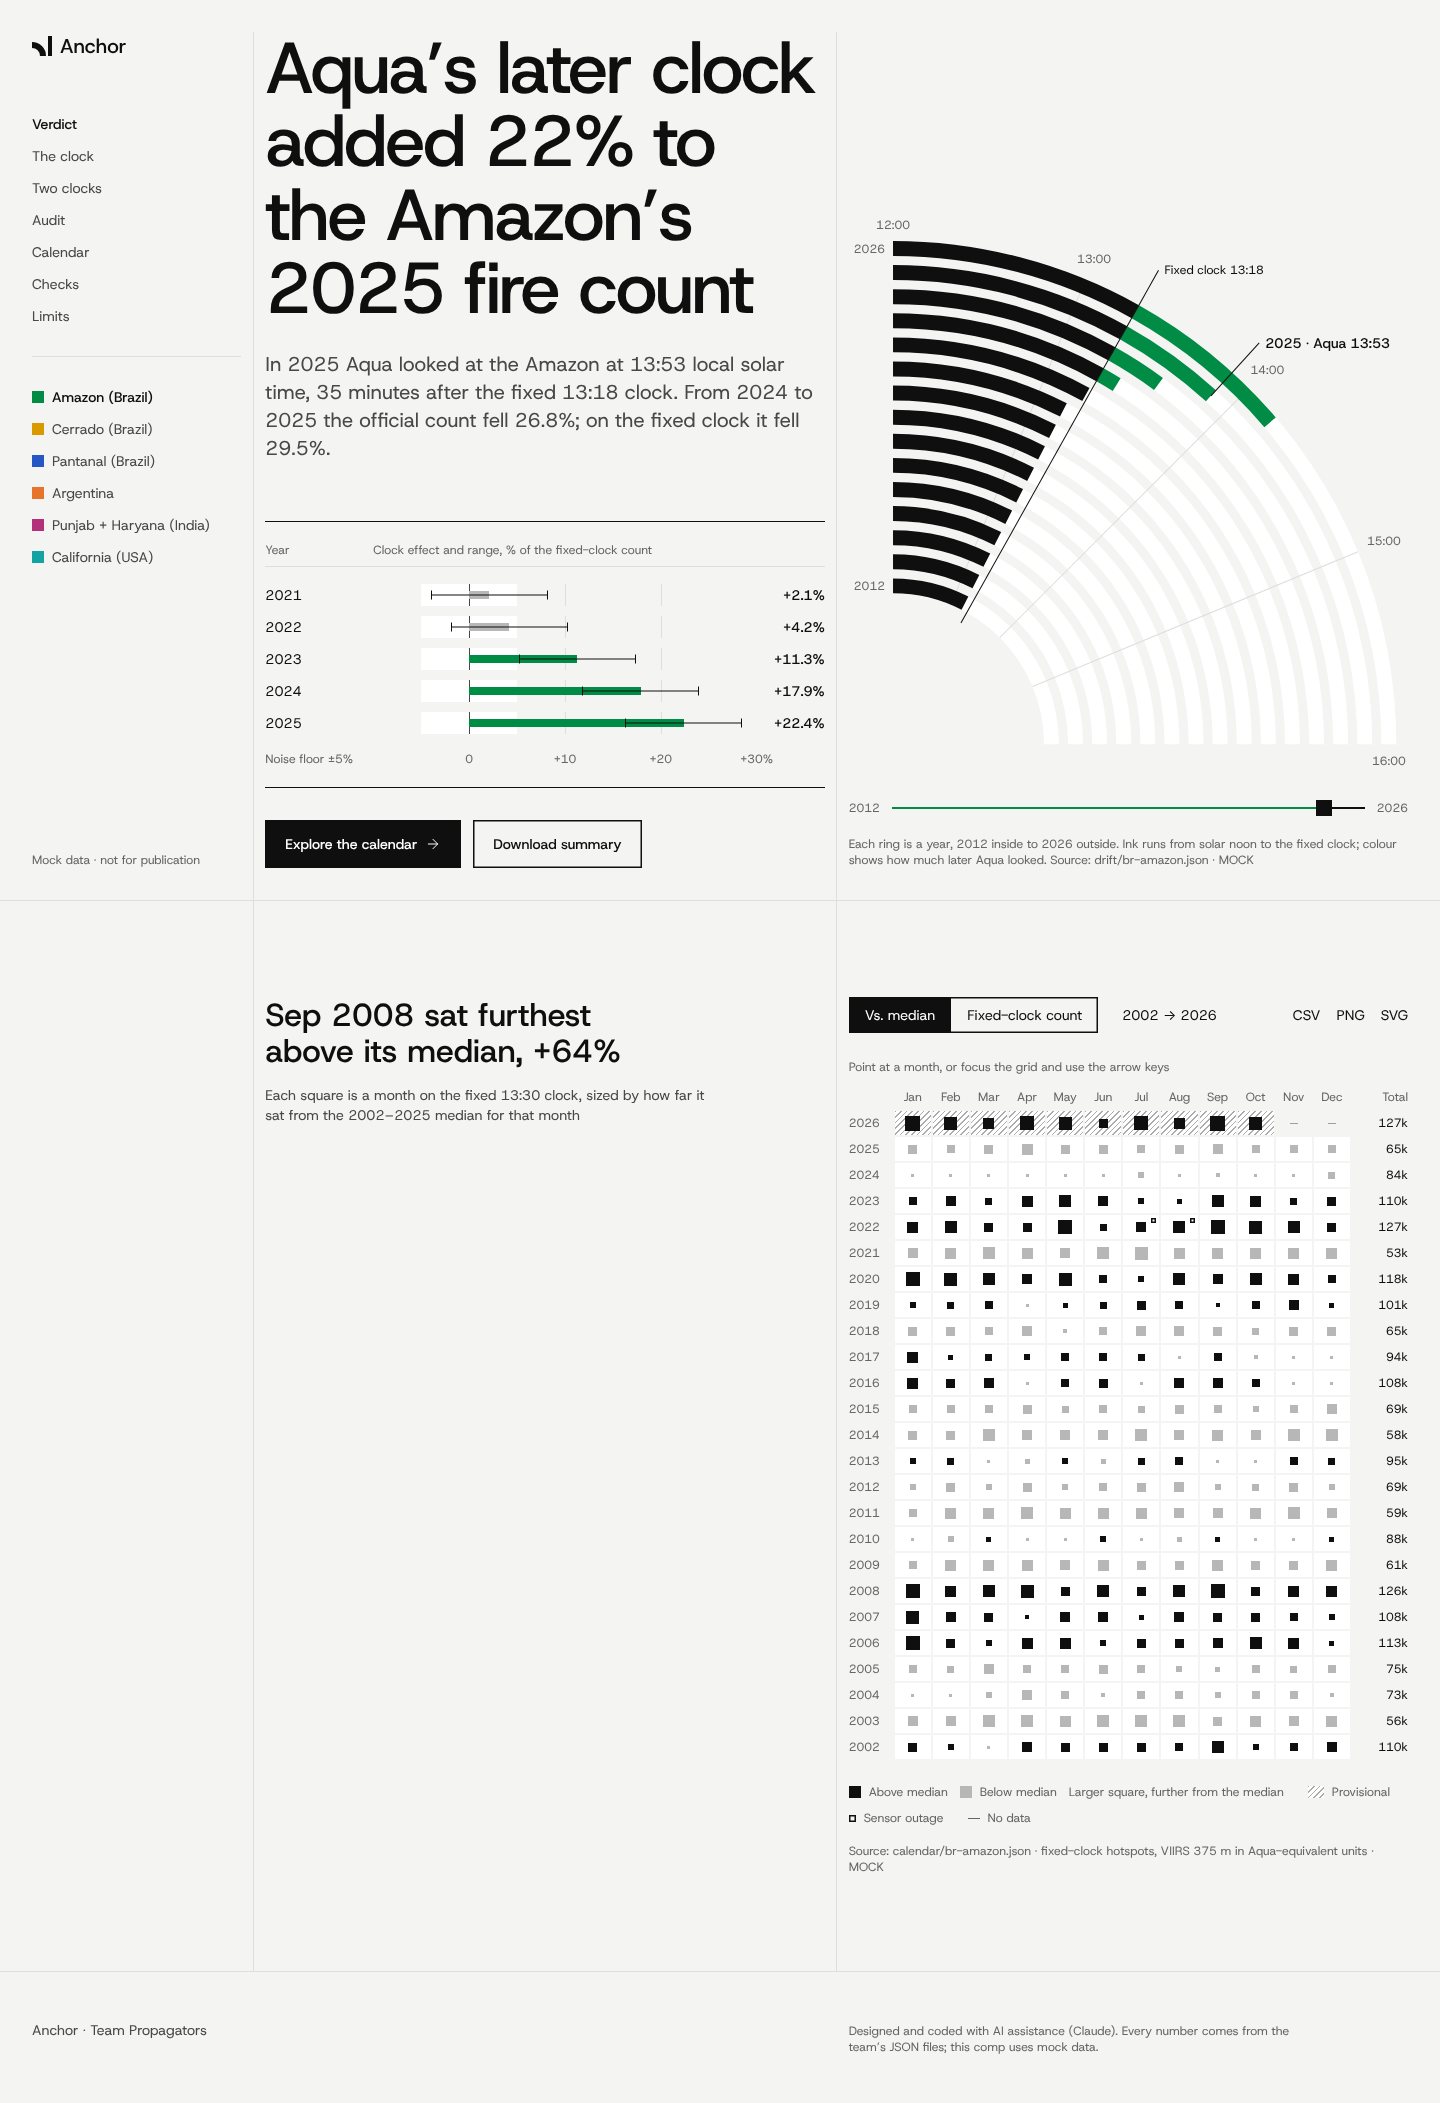 Anchor
Verdict
The clock
Two clocks
Audit
Calendar
Checks
Limits
Amazon (Brazil)
Cerrado (Brazil)
Pantanal (Brazil)
Argentina
Punjab + Haryana (India)
California (USA)
Mock data · not for publication
Aqua’s later clock
added 22% to
the Amazon’s
2025 fire count
In 2025 Aqua looked at the Amazon at 13:53 local solar
time, 35 minutes after the fixed 13:18 clock. From 2024 to
2025 the official count fell 26.8%; on the fixed clock it fell
29.5%.
Year Clock effect and range, % of the fixed-clock count
2021 +2.1%
2022 +4.2%
2023 +11.3%
2024 +17.9%
2025 +22.4%
Noise floor ±5% 0 +10 +20 +30%
Explore the calendar →
Download summary
12:00
2026
13:00
Fixed clock 13:18
2025 · Aqua 13:53
14:00
15:00
2012
16:00
2012 2026
Each ring is a year, 2012 inside to 2026 outside. Ink runs from solar noon to the fixed clock; colour
shows how much later Aqua looked. Source: drift/br-amazon.json · MOCK
Sep 2008 sat furthest
above its median, +64%
Each square is a month on the fixed 13:30 clock, sized by how far it
sat from the 2002–2025 median for that month
Vs. median Fixed-clock count 2002 → 2026 CSV PNG SVG
Point at a month, or focus the grid and use the arrow keys
Jan Feb Mar Apr May Jun Jul Aug Sep Oct Nov Dec Total
2026 – – 127k
2025 65k
2024 84k
2023 110k
2022 127k
2021 53k
2020 118k
2019 101k
2018 65k
2017 94k
2016 108k
2015 69k
2014 58k
2013 95k
2012 69k
2011 59k
2010 88k
2009 61k
2008 126k
2007 108k
2006 113k
2005 75k
2004 73k
2003 56k
2002 110k
Above median Below median Larger square, further from the median Provisional
Sensor outage — No data
Source: calendar/br-amazon.json · fixed-clock hotspots, VIIRS 375 m in Aqua-equivalent units ·
MOCK
Anchor · Team Propagators
Designed and coded with AI assistance (Claude). Every number comes from the
team’s JSON files; this comp uses mock data.